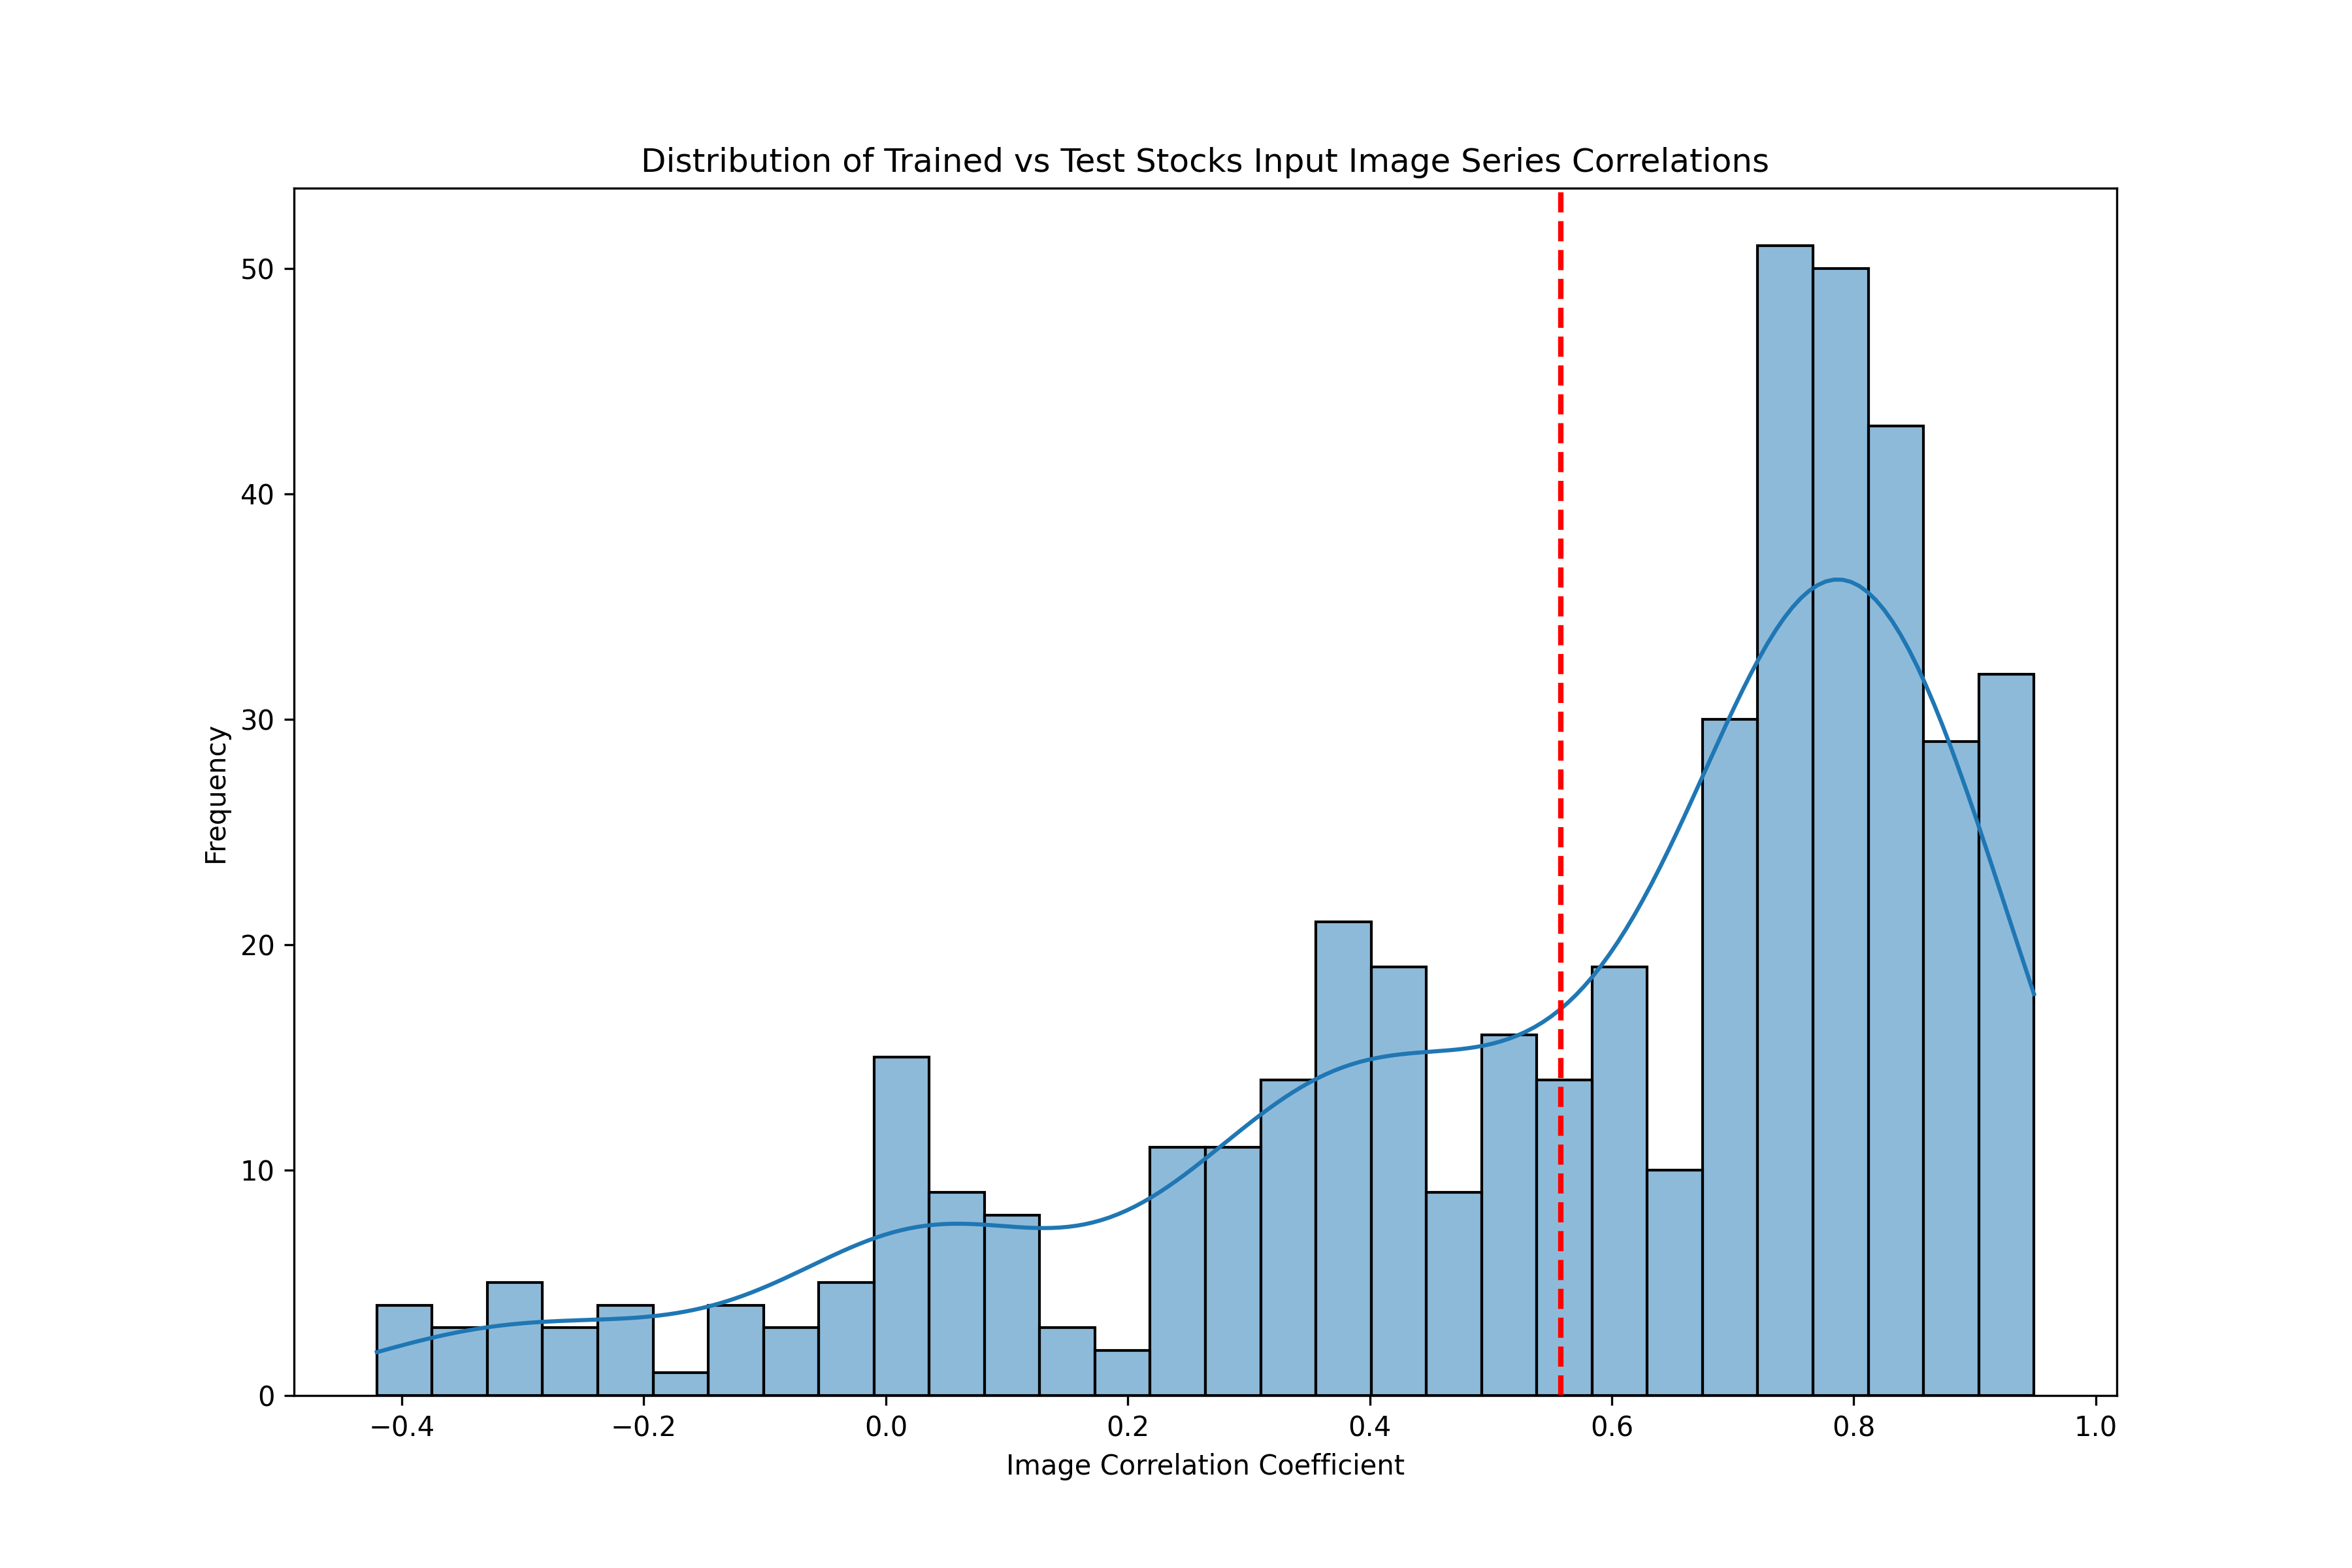 Distribution of Trained vs Test Stocks Input Image Series Correlations
Frequency
50
40
30
20
10
0
−0.4 −0.2 0.0 0.2 0.4 0.6 0.8 1.0
Image Correlation Coefficient